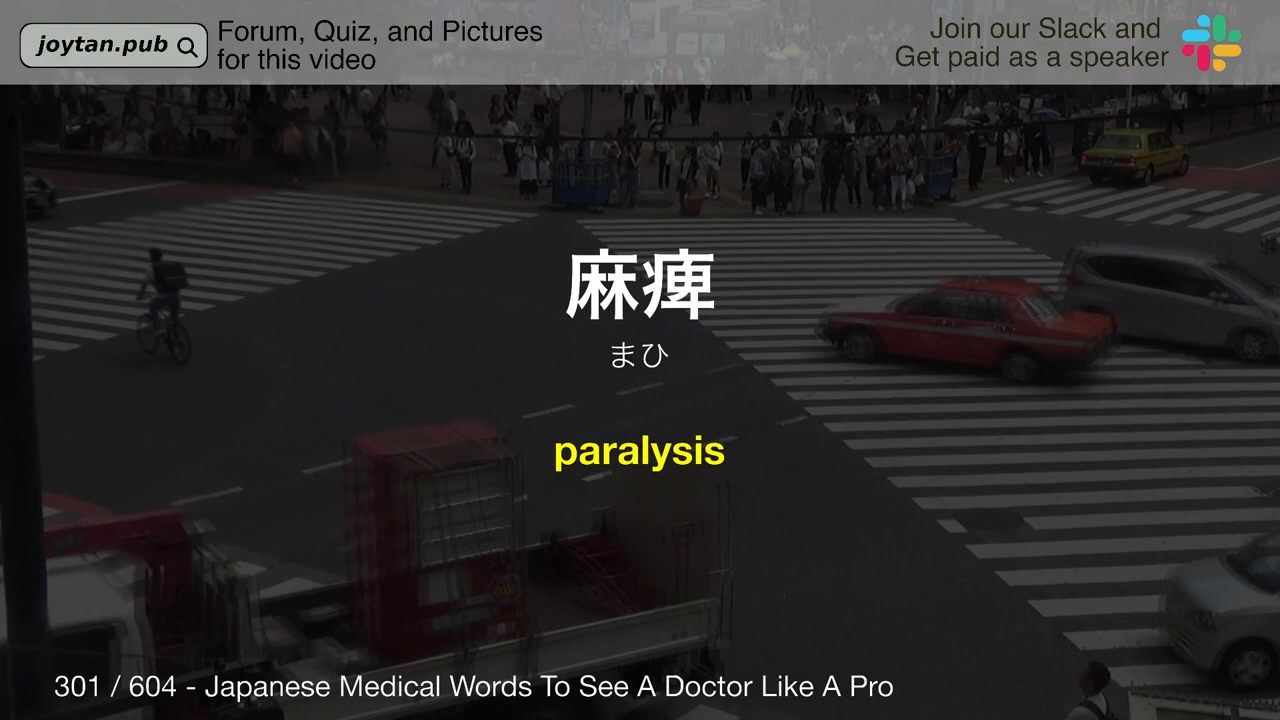 joytan.pub
Forum, Quiz, and Pictures
for this video
Join our Slack and
Get paid as a speaker
麻痺
まひ
paralysis
301 / 604 - Japanese Medical Words To See A Doctor Like A Pro